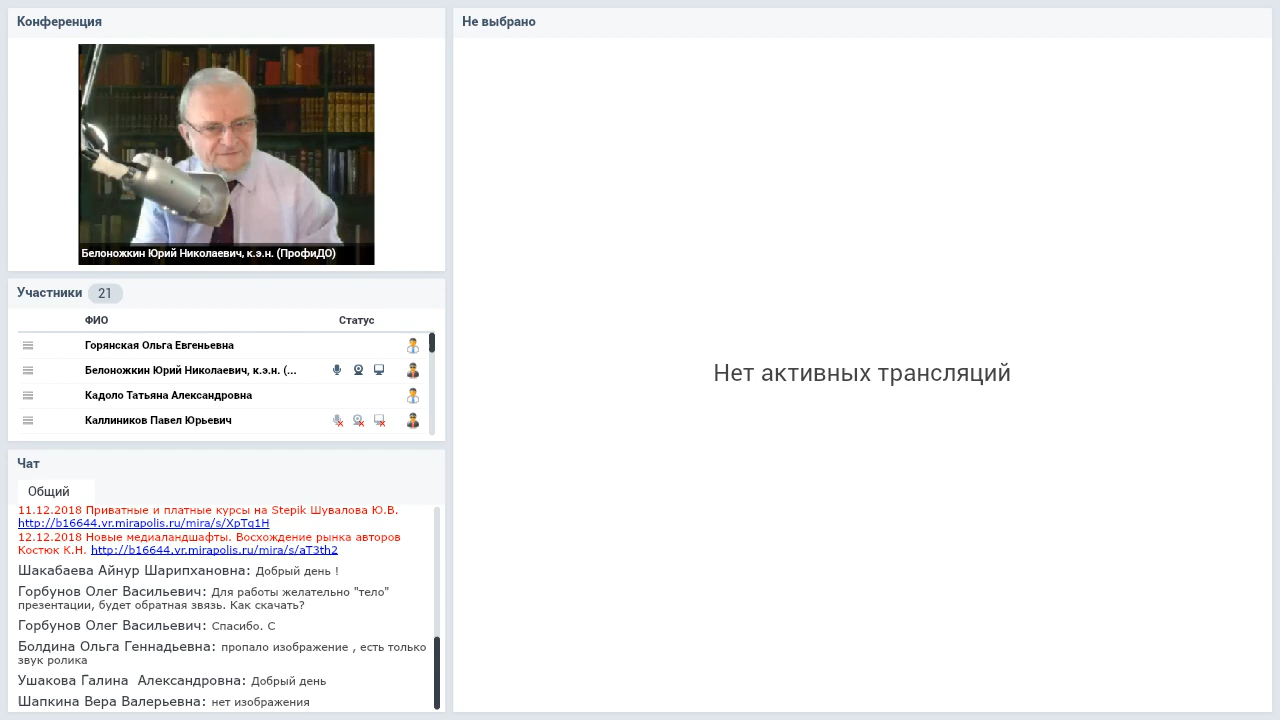 Конференция
Белоножкин Юрий Николаевич, к.э.н. (ПрофиДО)
Участники 21
ФИО Статус
Горянская Ольга Евгеньевна
Белоножкин Юрий Николаевич, к.э.н. (...
Кадоло Татьяна Александровна
Каллиников Павел Юрьевич
Чат
Общий
11.12.2018 Приватные и платные курсы на Stepik Шувалова Ю.В.
http://b16644.vr.mirapolis.ru/mira/s/XpTq1H
12.12.2018 Новые медиаландшафты. Восхождение рынка авторов
Костюк К.Н. http://b16644.vr.mirapolis.ru/mira/s/aT3th2
Шакабаева Айнур Шарипхановна: Добрый день !
Горбунов Олег Васильевич: Для работы желательно "тело"
презентации, будет обратная звязь. Как скачать?
Горбунов Олег Васильевич: Спасибо. С
Болдина Ольга Геннадьевна: пропало изображение , есть только
звук ролика
Ушакова Галина Александровна: Добрый день
Шапкина Вера Валерьевна: нет изображения
Не выбрано
Нет активных трансляций